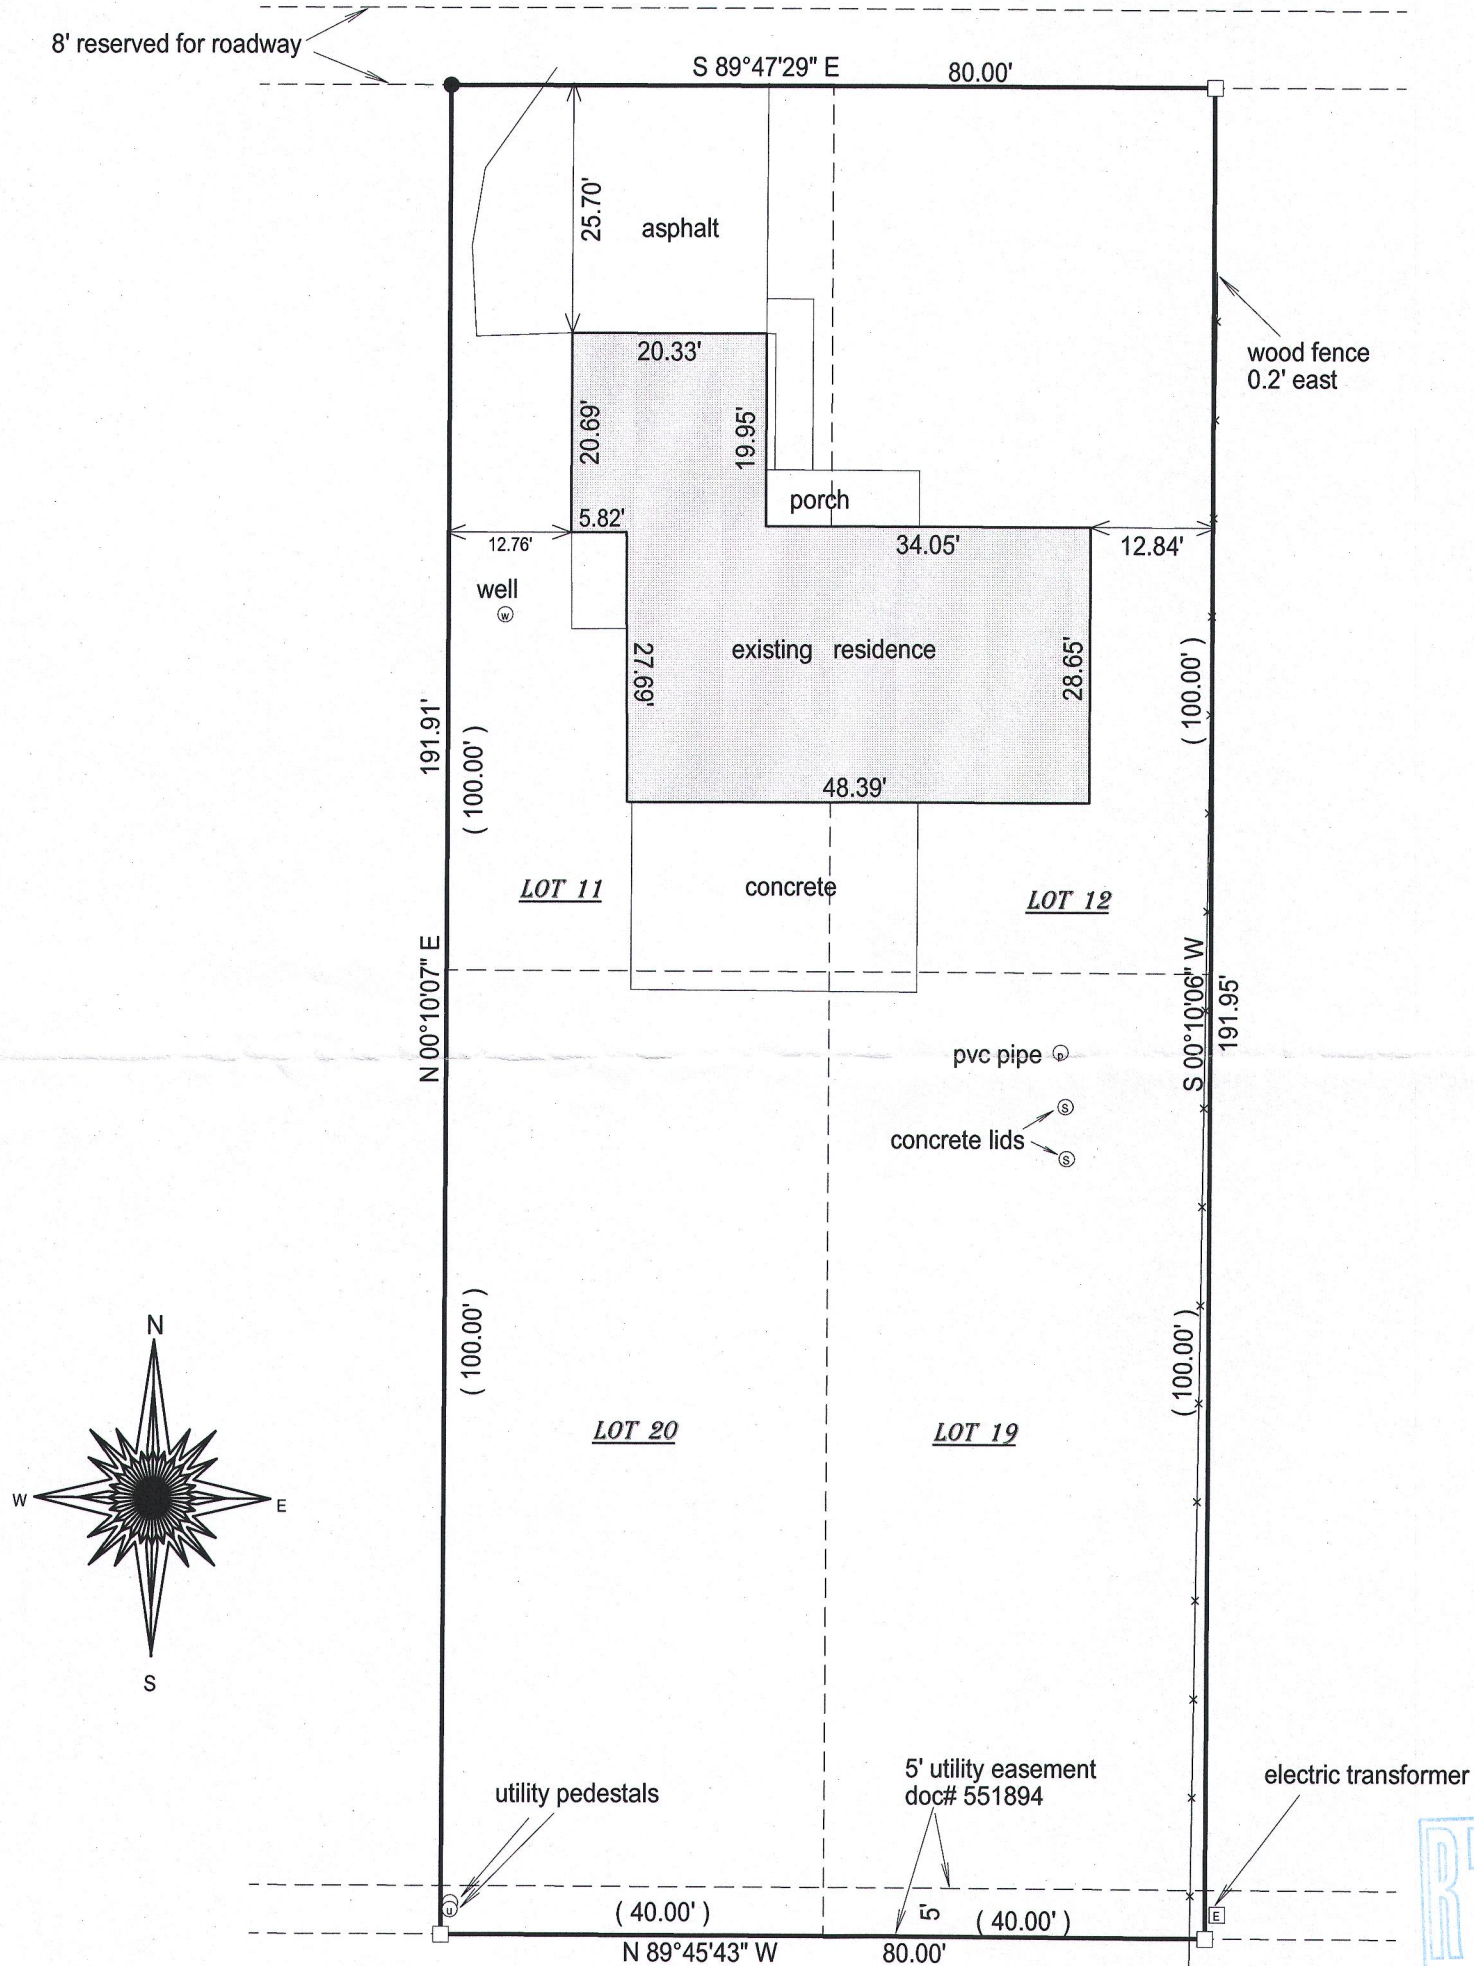 8' reserved for roadway
S 89°47'29" E
80.00'
25.70'
asphalt
20.33'
wood fence
0.2' east
20.69'
19.95'
porch
5.82'
12.76'
34.05'
12.84'
well
w
existing residence
27.69'
28.65'
( 100.00' )
191.91'
( 100.00' )
48.39'
LOT 11
concrete
LOT 12
N 00°10'07" E
S 00°10'06" W
191.95'
pvc pipe
p
s
concrete lids
s
( 100.00' )
( 100.00' )
N
W
E
S
LOT 20
LOT 19
utility pedestals
5' utility easement
doc# 551894
electric transformer
u
( 40.00' )
5'
( 40.00' )
E
N 89°45'43" W
80.00'
R